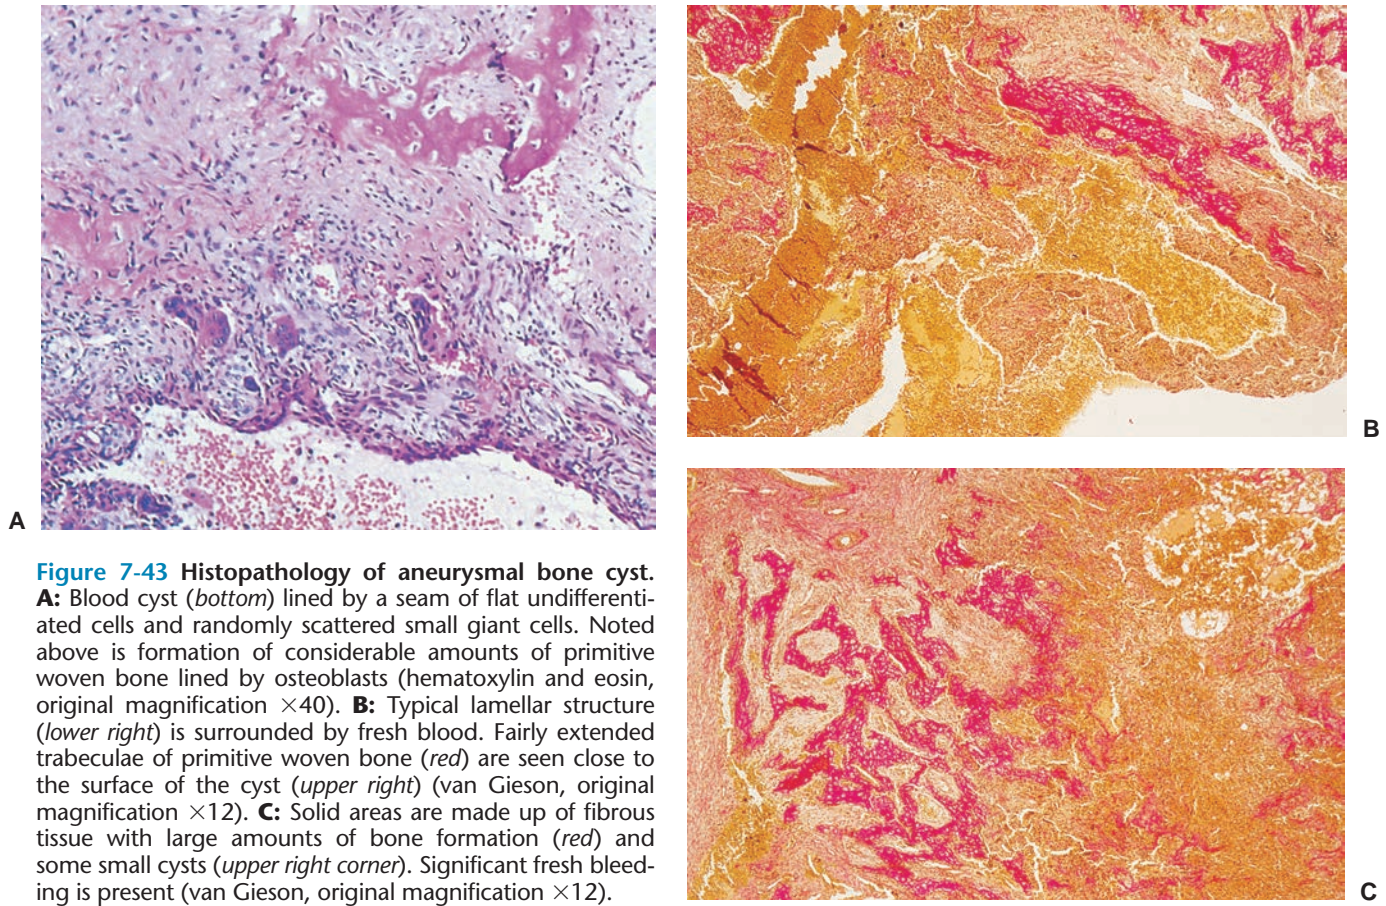 A
B
C
Figure 7-43 Histopathology of aneurysmal bone cyst.
A: Blood cyst (bottom) lined by a seam of flat undifferenti-
ated cells and randomly scattered small giant cells. Noted
above is formation of considerable amounts of primitive
woven bone lined by osteoblasts (hematoxylin and eosin,
original magnification ×40). B: Typical lamellar structure
(lower right) is surrounded by fresh blood. Fairly extended
trabeculae of primitive woven bone (red) are seen close to
the surface of the cyst (upper right) (van Gieson, original
magnification ×12). C: Solid areas are made up of fibrous
tissue with large amounts of bone formation (red) and
some small cysts (upper right corner). Significant fresh bleed-
ing is present (van Gieson, original magnification ×12).